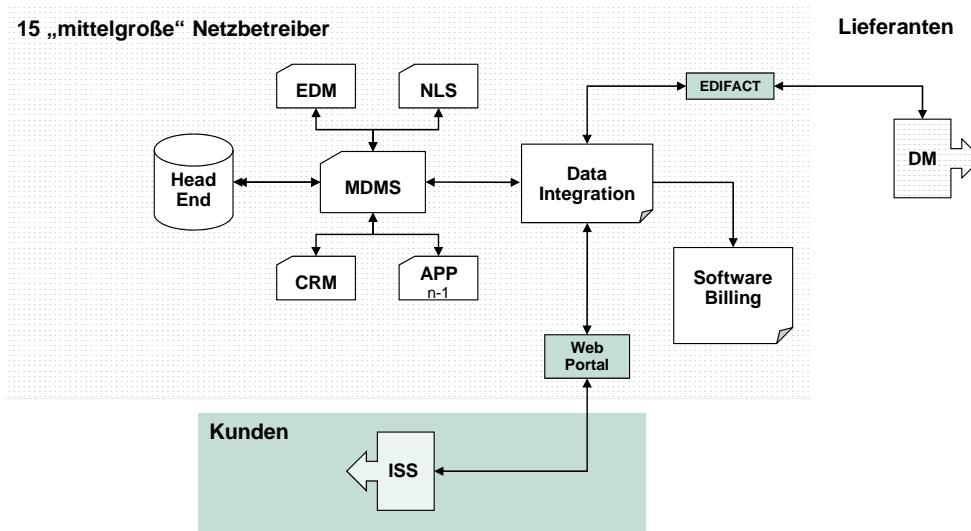 15 „mittelgroße“ Netzbetreiber
Lieferanten
EDM
NLS
EDIFACT
Head
End
MDMS
Data
Integration
DM
CRM
APP
n-1
Software
Billing
Web
Portal
Kunden
ISS